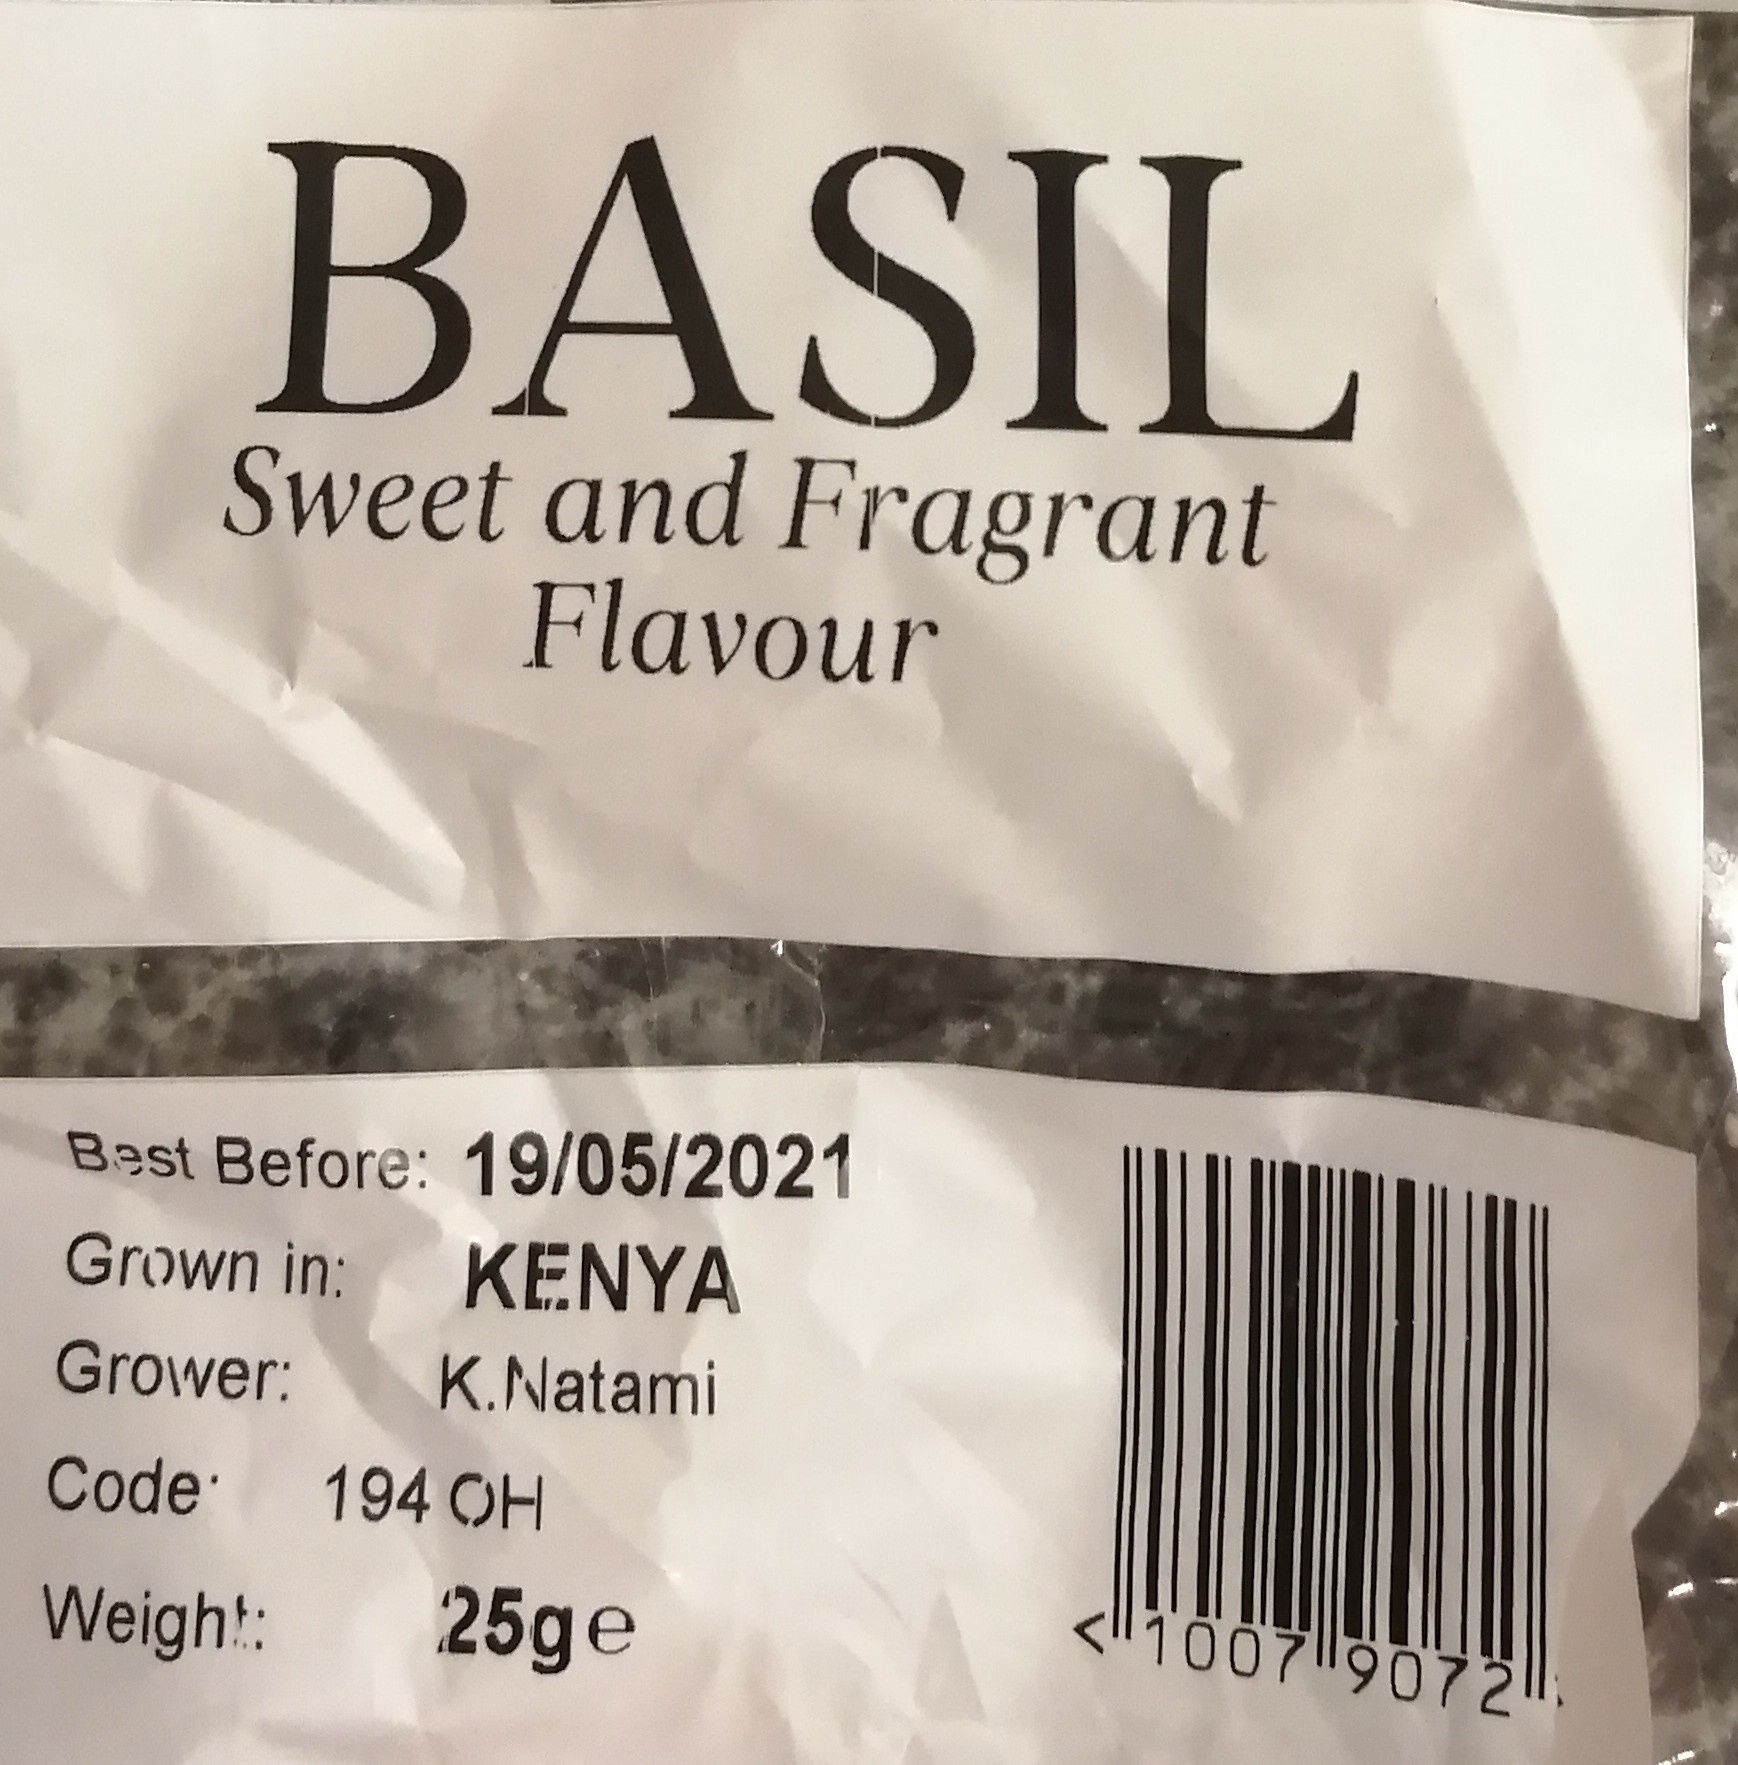 BASIL
Sweet and Fragrant
Flavour
Best Before: 19/05/2021
Grown in: KENYA
Grower: K.Natami
Code: 194 OH
Weight: 25g e
<1007 9072